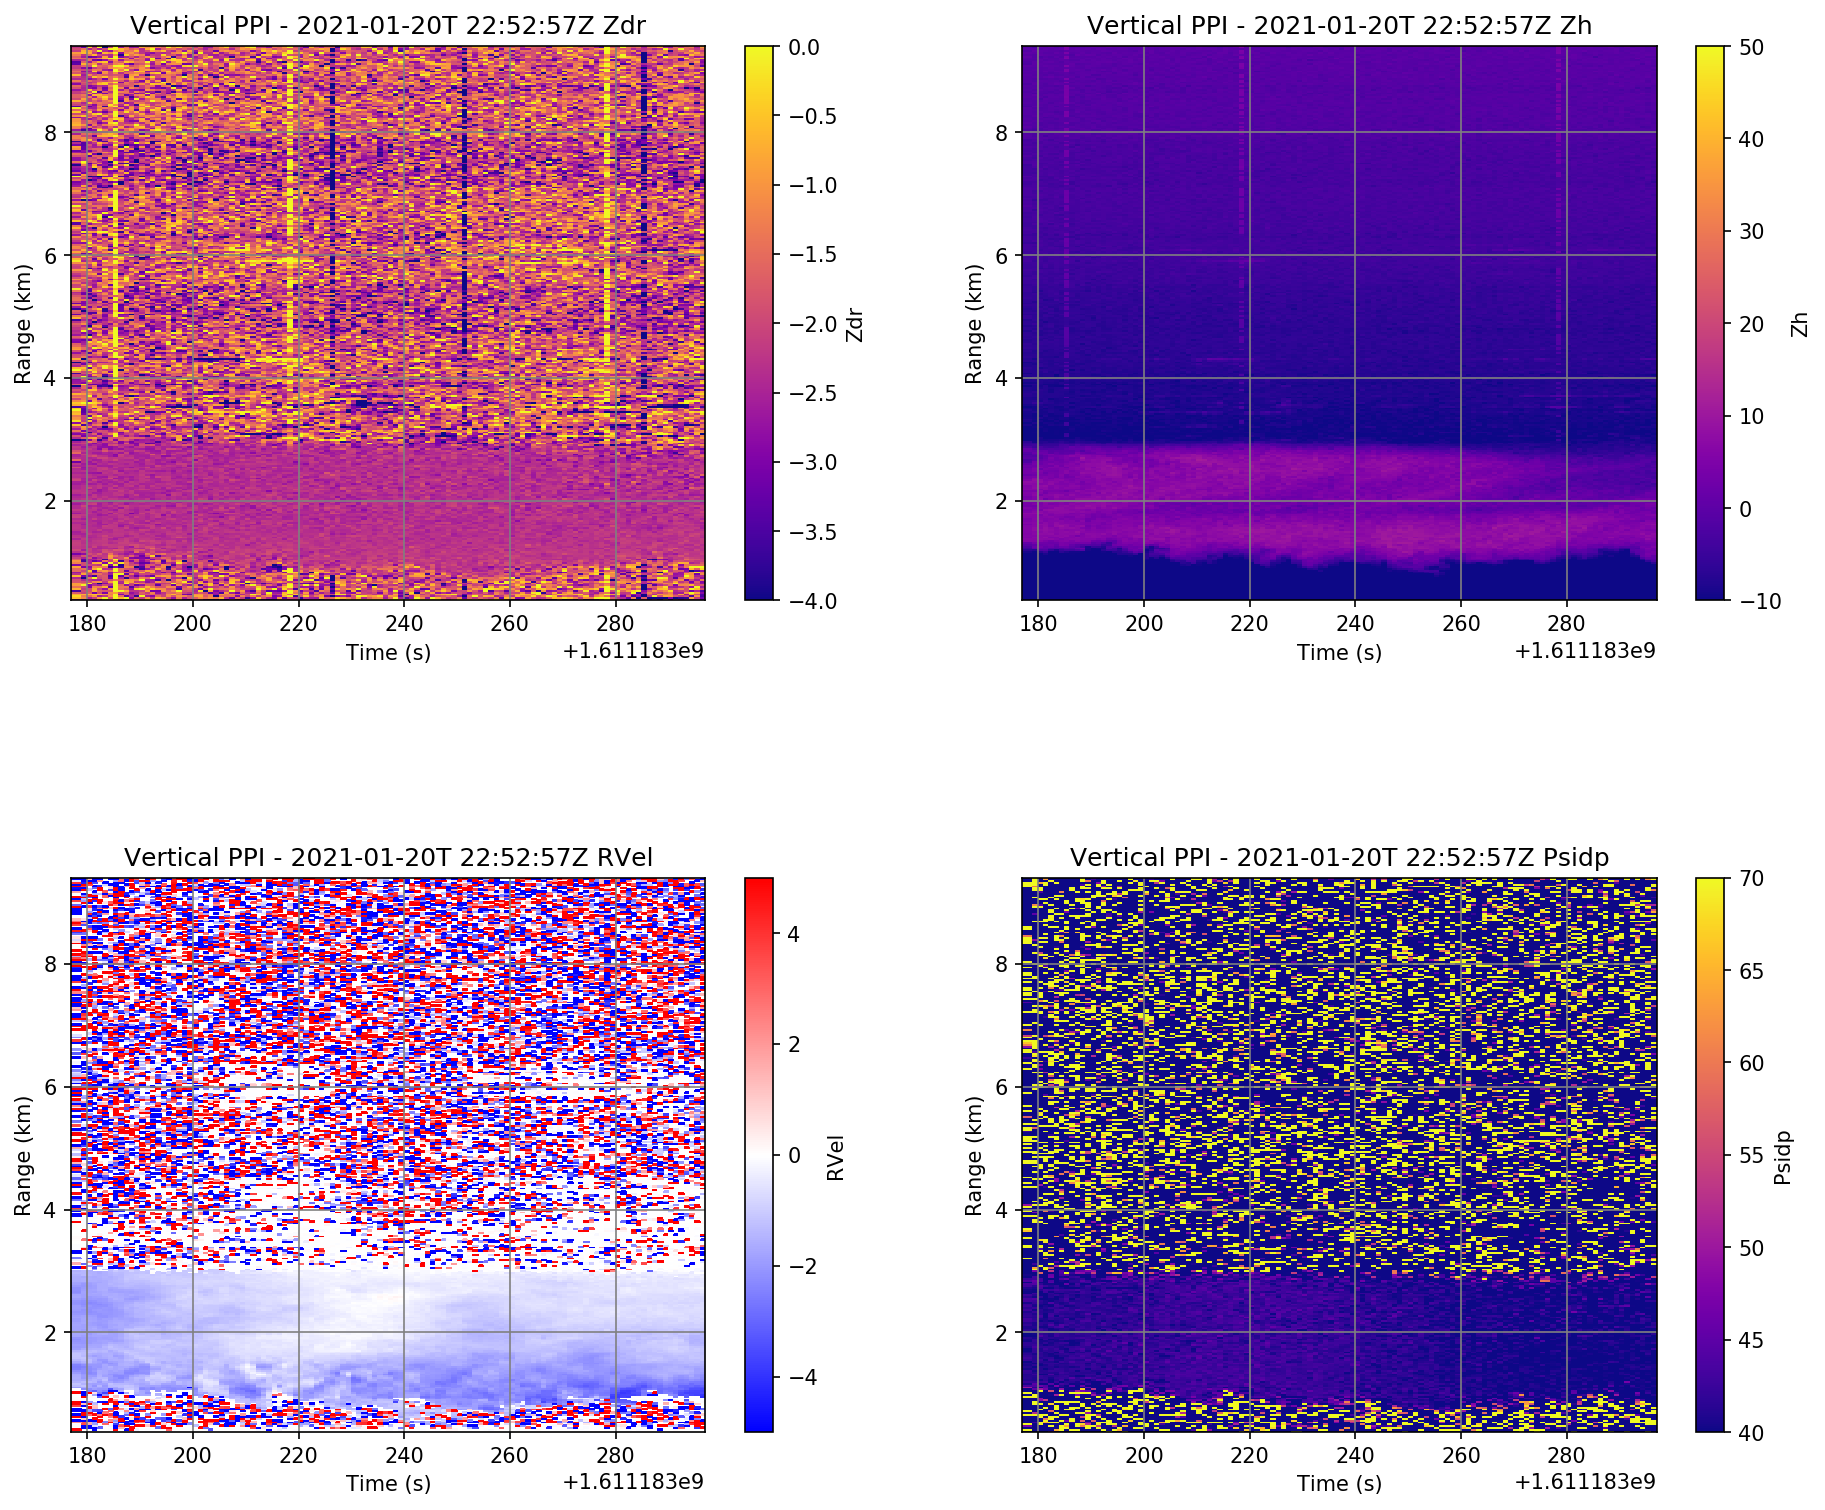 Vertical PPI - 2021-01-20T 22:52:57Z Zdr
8
6
4
2
Range (km)
180 200 220 240 260 280
Time (s)
+1.611183e9
0.0
−0.5
−1.0
−1.5
−2.0
−2.5
−3.0
−3.5
−4.0
Zdr
Vertical PPI - 2021-01-20T 22:52:57Z Zh
8
6
4
2
Range (km)
180 200 220 240 260 280
Time (s)
+1.611183e9
50
40
30
20
10
0
−10
Zh
Vertical PPI - 2021-01-20T 22:52:57Z RVel
8
6
4
2
Range (km)
180 200 220 240 260 280
Time (s)
+1.611183e9
4
2
0
−2
−4
RVel
Vertical PPI - 2021-01-20T 22:52:57Z Psidp
8
6
4
2
Range (km)
180 200 220 240 260 280
Time (s)
+1.611183e9
70
65
60
55
50
45
40
Psidp